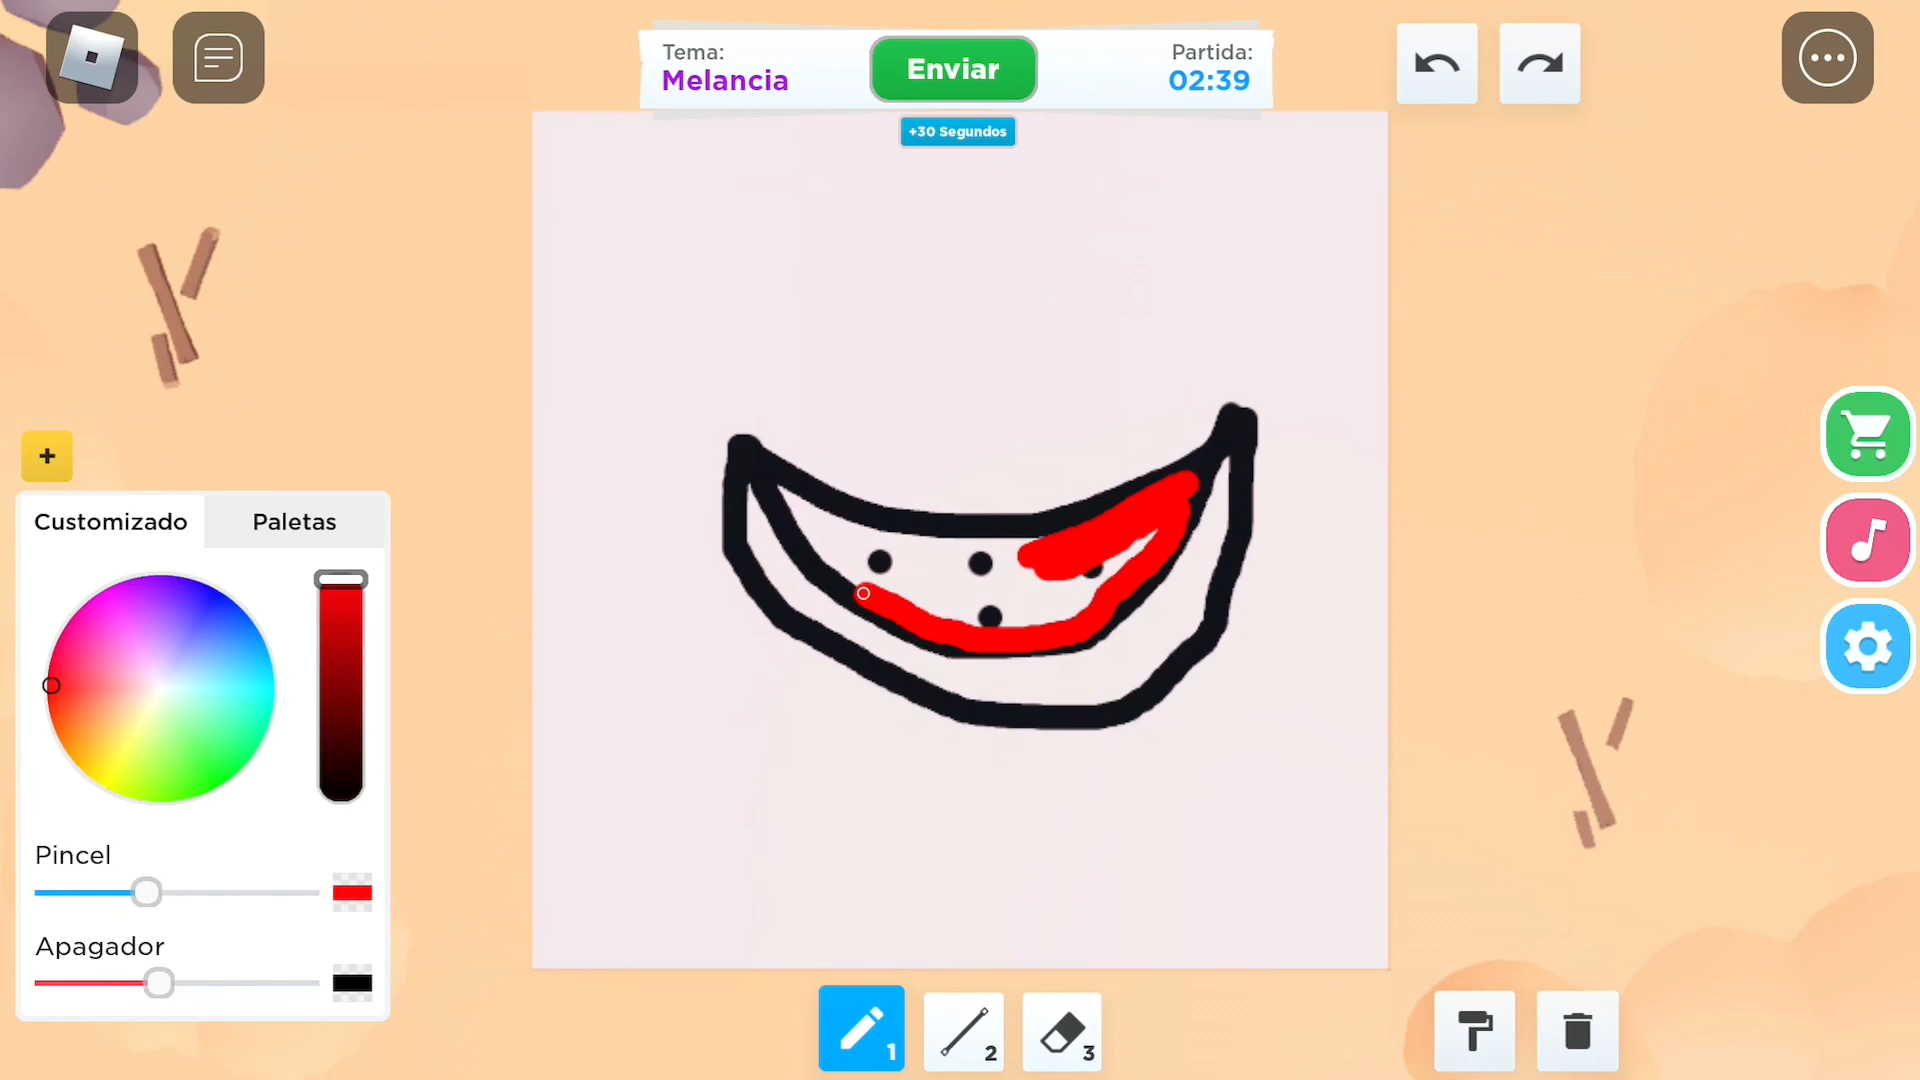 Tema:
Melancia
Enviar
Partida:
02:39
+30 Segundos
+
Customizado
Paletas
Pincel
Apagador
1
2
3